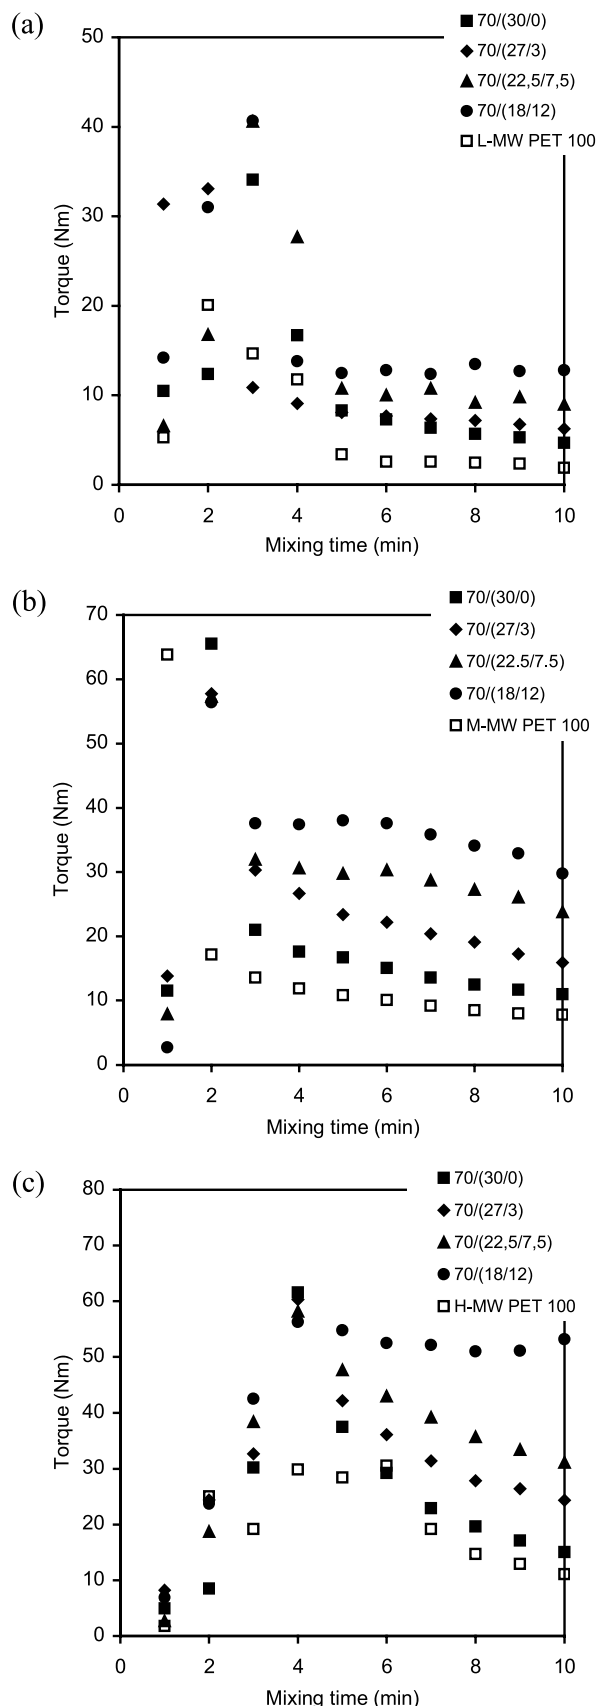 (a)
70/(30/0)
70/(27/3)
70/(22,5/7,5)
70/(18/12)
L-MW PET 100
50
40
30
20
10
0
Torque (Nm)
0 2 4 6 8 10
Mixing time (min)
(b)
70/(30/0)
70/(27/3)
70/(22.5/7.5)
70/(18/12)
M-MW PET 100
70
60
50
40
30
20
10
0
Torque (Nm)
0 2 4 6 8 10
Mixing time (min)
(c)
70/(30/0)
70/(27/3)
70/(22,5/7,5)
70/(18/12)
H-MW PET 100
80
70
60
50
40
30
20
10
0
Torque (Nm)
0 2 4 6 8 10
Mixing time (min)